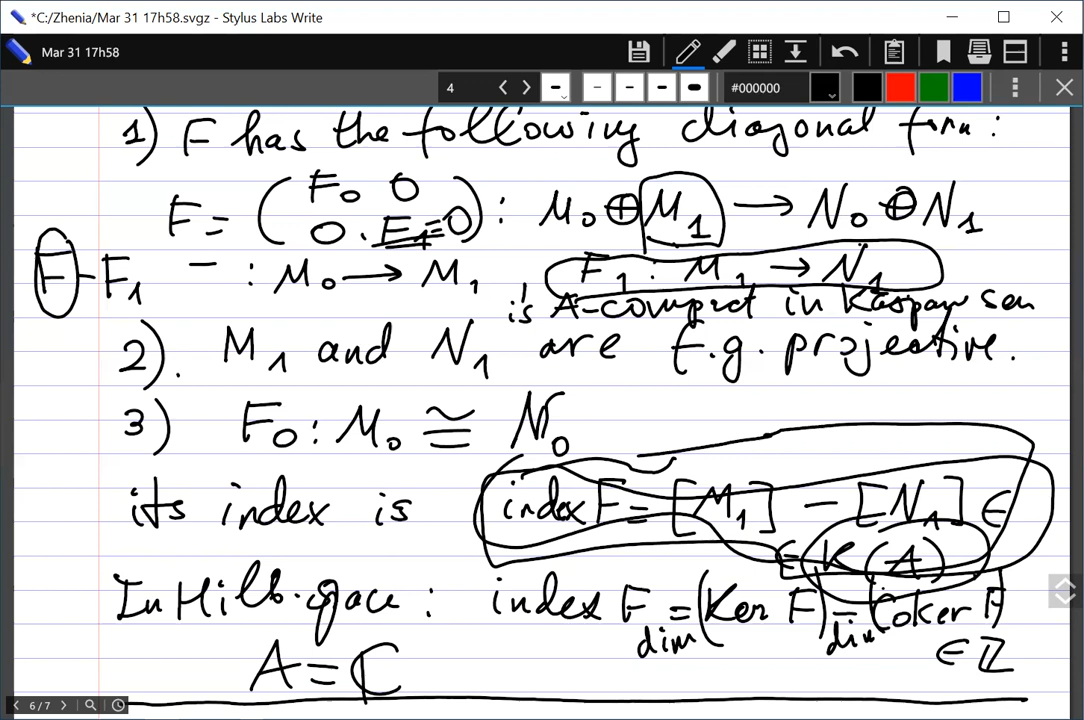 *C:/Zhenia/Mar 31 17h58.svgz - Stylus Labs Write
Mar 31 17h58
4
#000000
1) F has the following diagonal form:
F = ( F₀ 0
0 F₁=0 ) : M₀ ⊕ M₁ → N₀ ⊕ N₁
F - F₁ - : M₀ → M₁, F₁ : M₁ → N₁
is A-compact in Kasparov sen
2). M₁ and N₁ are f.g. projective.
3) F₀ : M₀ ≅ N₀
its index is index F = [M₁] - [N₁] ∈
∈ K(A)
In Hilb. space: index F = dim(Ker F) - dim(Coker F)
∈ ℤ
A = ℂ
6/7